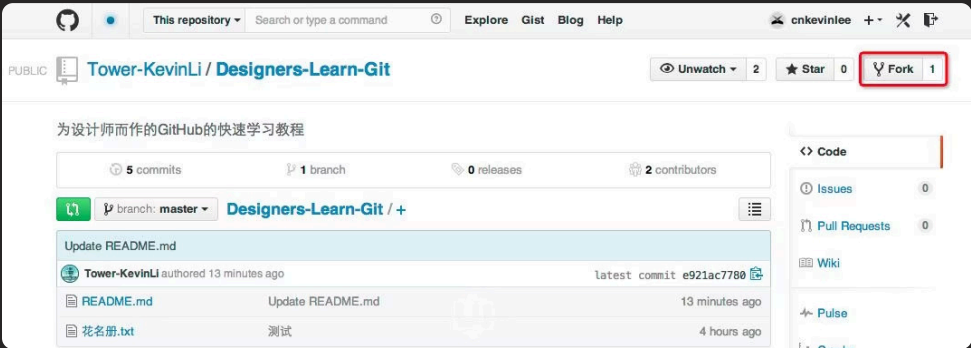 This repository Search or type a command Explore Gist Blog Help cnkevinlee
PUBLIC Tower-KevinLi / Designers-Learn-Git Unwatch 2 Star 0 Fork 1
为设计师而作的GitHub的快速学习教程
5 commits 1 branch 0 releases 2 contributors
Code
Issues 0
Pull Requests 0
Wiki
Pulse
branch: master Designers-Learn-Git / +
Update README.md
Tower-KevinLi authored 13 minutes ago latest commit e921ac7780
README.md Update README.md 13 minutes ago
花名册.txt 测试 4 hours ago